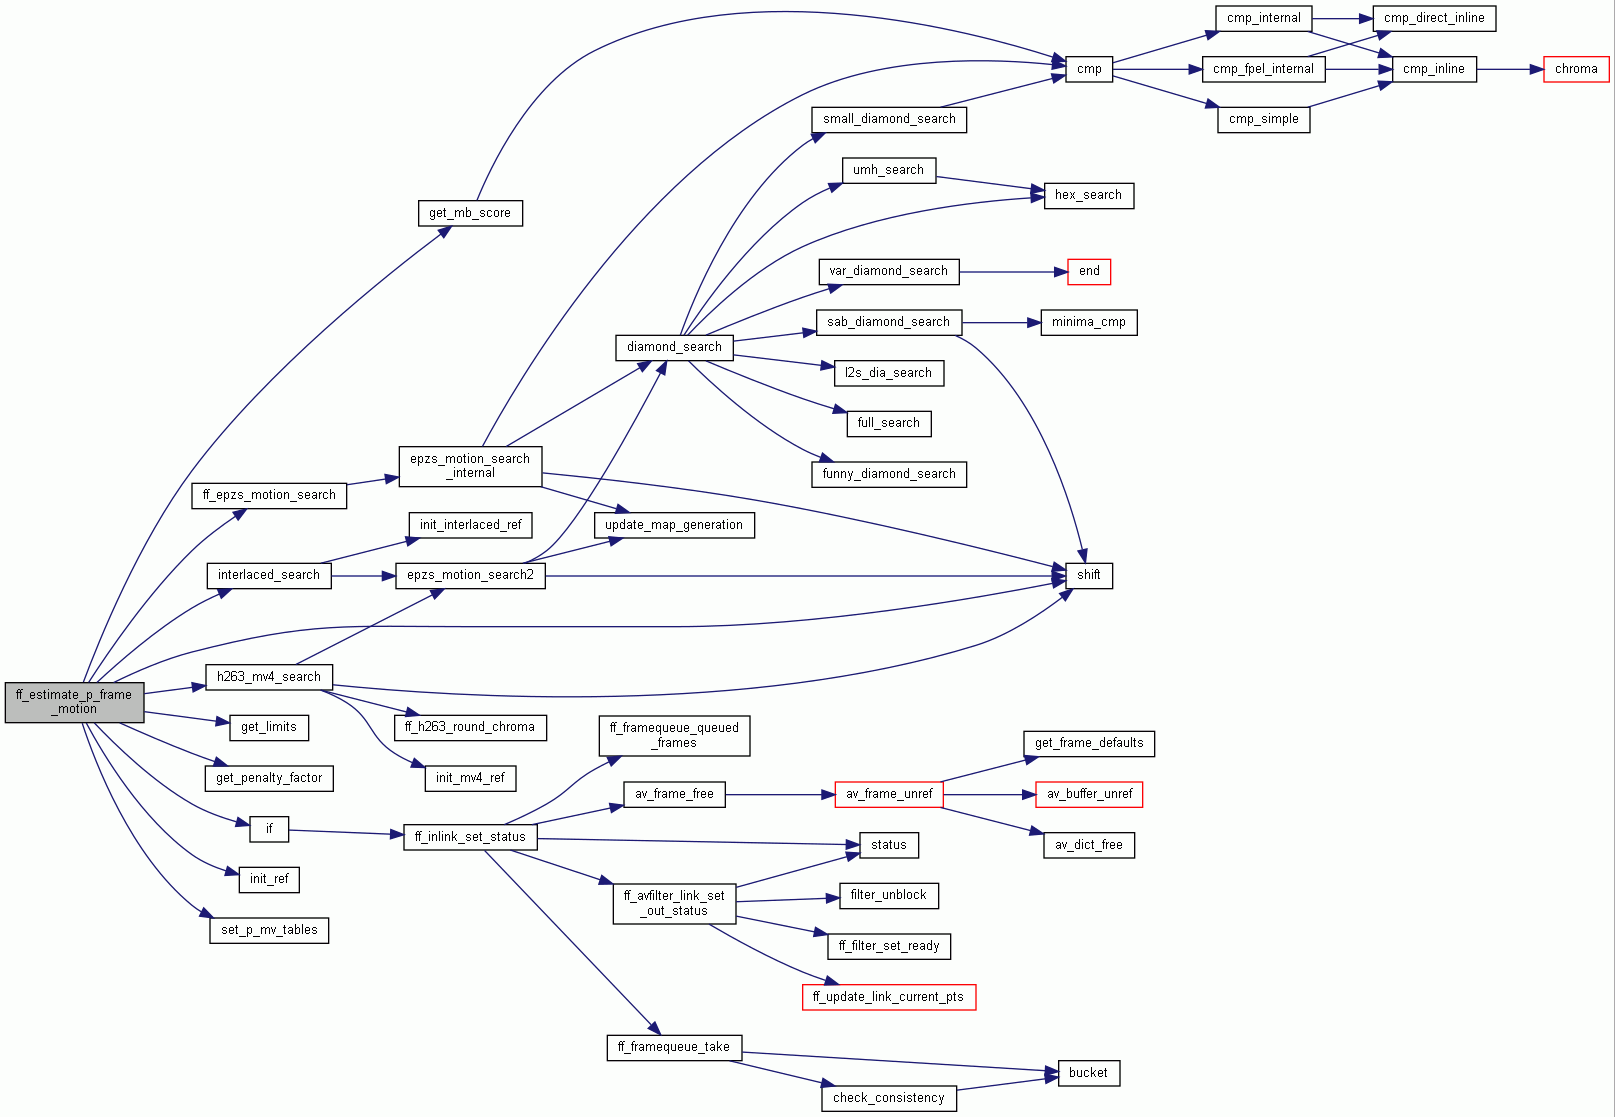 cmp_internal
cmp_direct_inline
cmp
cmp_fpel_internal
cmp_inline
chroma
small_diamond_search
cmp_simple
umh_search
hex_search
get_mb_score
var_diamond_search
end
sab_diamond_search
minima_cmp
diamond_search
l2s_dia_search
full_search
epzs_motion_search
_internal
funny_diamond_search
ff_epzs_motion_search
init_interlaced_ref
update_map_generation
interlaced_search
epzs_motion_search2
shift
h263_mv4_search
ff_estimate_p_frame
_motion
get_limits
ff_h263_round_chroma
ff_framequeue_queued
_frames
get_frame_defaults
get_penalty_factor
init_mv4_ref
av_frame_free
av_frame_unref
av_buffer_unref
if
ff_inlink_set_status
status
av_dict_free
init_ref
ff_avfilter_link_set
_out_status
filter_unblock
set_p_mv_tables
ff_filter_set_ready
ff_update_link_current_pts
ff_framequeue_take
bucket
check_consistency